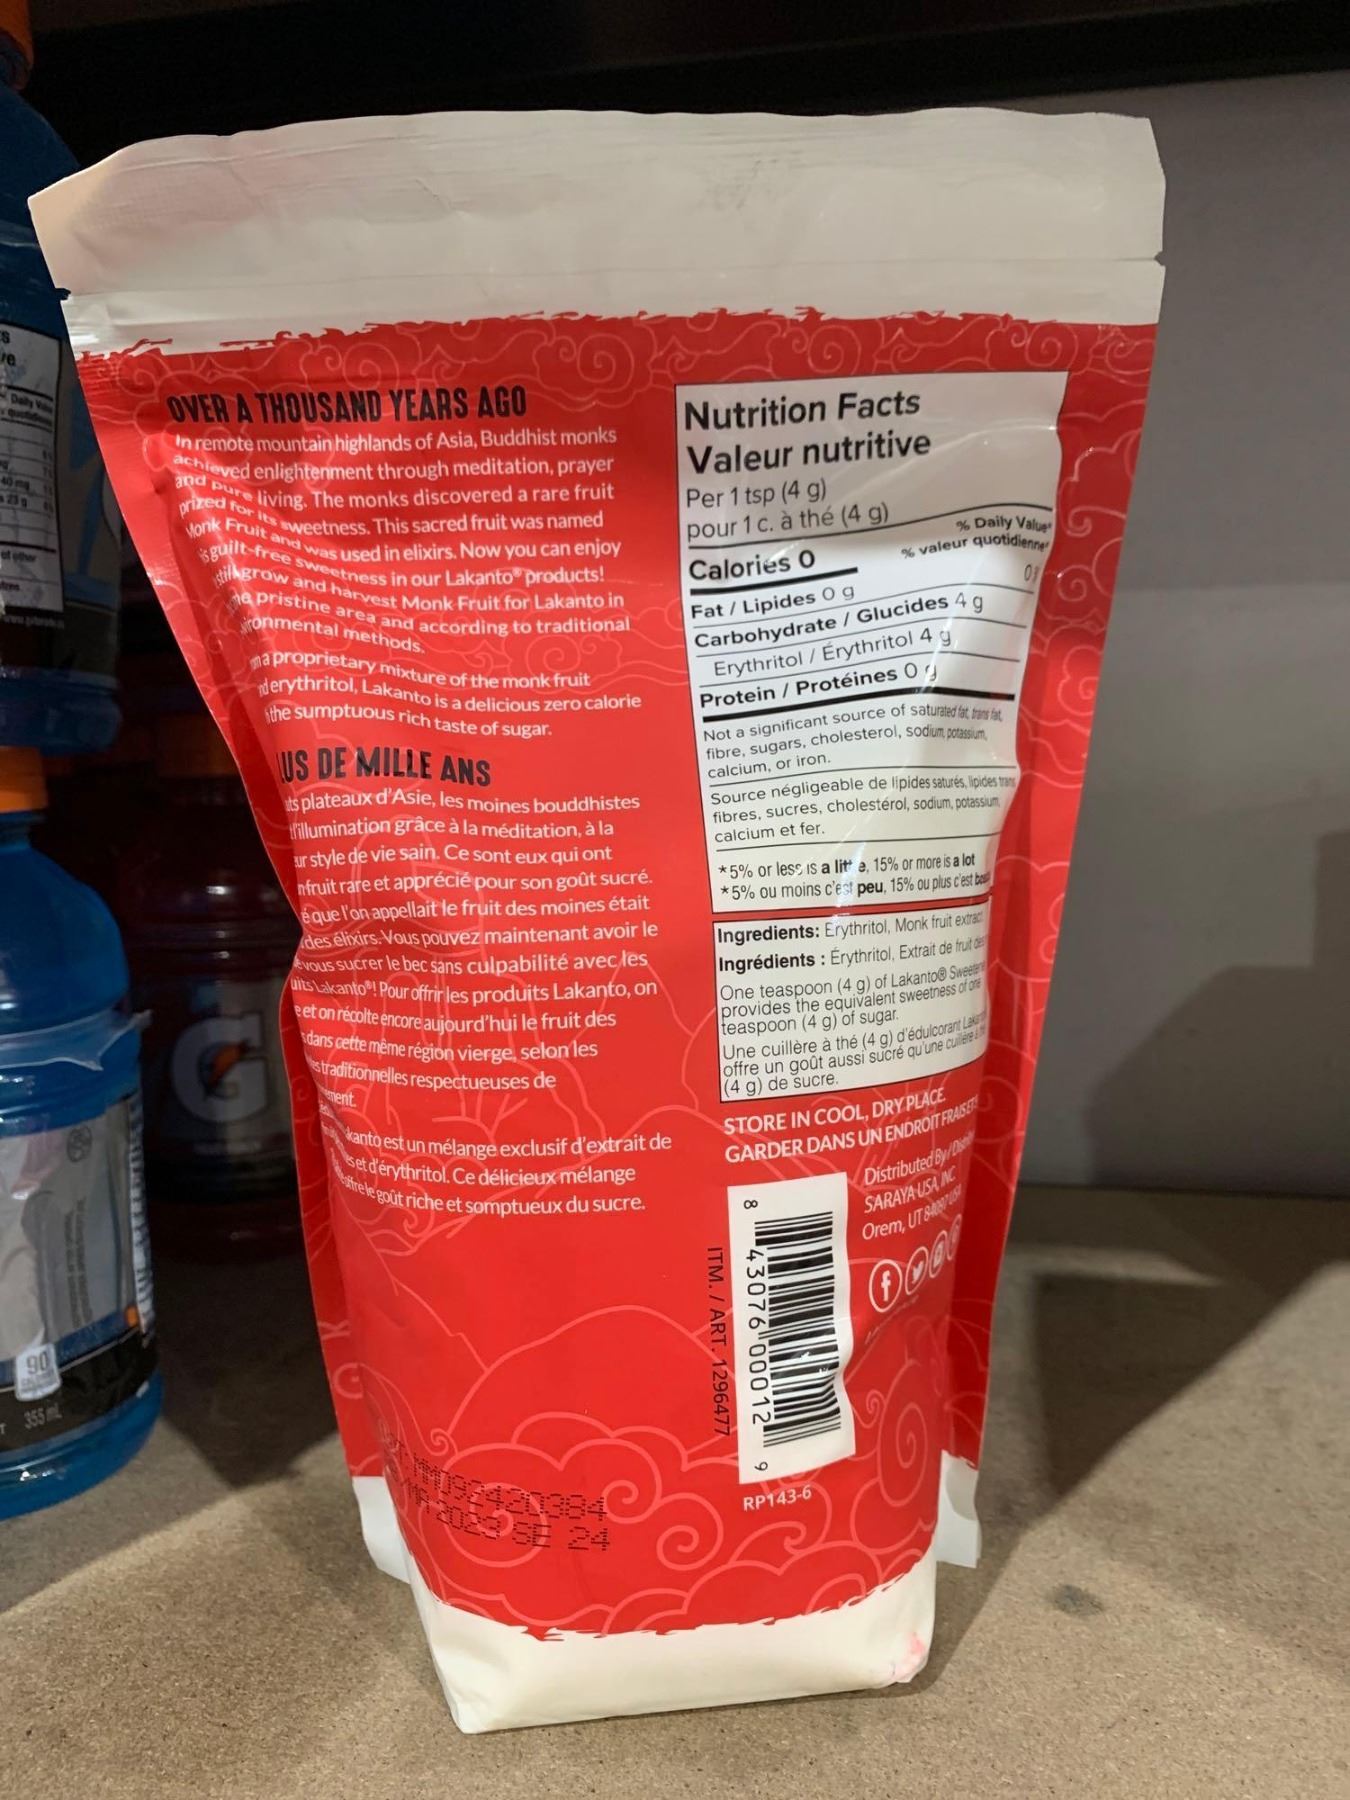 OVER A THOUSAND YEARS AGO
In remote mountain highlands of Asia, Buddhist monks
achieved enlightenment through meditation, prayer
and pure living. The monks discovered a rare fruit
prized for its sweetness. This sacred fruit was named
Monk Fruit and was used in elixirs. Now you can enjoy
guilt-free sweetness in our Lakanto® products!
grow and harvest Monk Fruit for Lakanto in
pristine area and according to traditional
methods.
a proprietary mixture of the monk fruit
erythritol, Lakanto is a delicious zero calorie
the sumptuous rich taste of sugar.
DE MILLE ANS
plateaux d'Asie, les moines bouddhistes
l'illumination grâce à la méditation, à la
style de vie sain. Ce sont eux qui ont
fruit rare et apprécié pour son goût sucré.
que l'on appellait le fruit des moines était
des élixirs. Vous pouvez maintenant avoir le
vous sucrer le bec sans culpabilité avec les
Lakanto®! Pour offrir les produits Lakanto, on
et on récolte encore aujourd'hui le fruit des
dans cette même région vierge, selon les
traditionnelles respectueuses de
est un mélange exclusif d'extrait de
et d'érythritol. Ce délicieux mélange
offre le goût riche et somptueux du sucre.
MM092420384
MA 2023 SE 24
Nutrition Facts
Valeur nutritive
Per 1 tsp (4 g)
pour 1 c. à thé (4 g)
% Daily Value*
Calories 0
% valeur quotidienne*
Fat / Lipides 0 g
Carbohydrate / Glucides 4 g
Erythritol / Érythritol 4 g
Protein / Protéines 0 g
Not a significant source of saturated fat, trans fat,
fibre, sugars, cholesterol, sodium, potassium,
calcium, or iron.
Source négligeable de lipides saturés, lipides trans
fibres, sucres, cholestérol, sodium, potassium,
calcium et fer.
*5% or less is a little, 15% or more is a lot
*5% ou moins c'est peu, 15% ou plus c'est
Ingredients: Erythritol, Monk fruit extract
Ingrédients : Érythritol, Extrait de fruit des
One teaspoon (4 g) of Lakanto® Sweetener
provides the equivalent sweetness of one
teaspoon (4 g) of sugar.
Une cuillère à thé (4 g) d'édulcorant
offre un goût aussi sucré qu'une cuillère à
(4 g) de sucre.
STORE IN COOL, DRY PLACE.
GARDER DANS UN ENDROIT FRAIS ET
Distributed By
SARAYA USA, INC.
Orem, UT 84097 USA
8 43076 00012 9
ITM. / ART. 1296477
RP143-6
G
90
355 mL